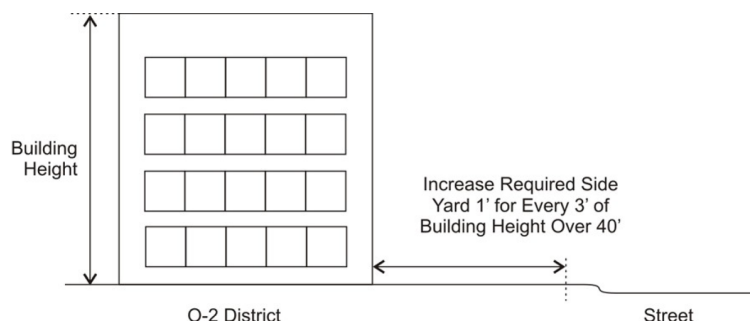 Building
Height
Increase Required Side
Yard 1' for Every 3' of
Building Height Over 40'
O-2 District
Street